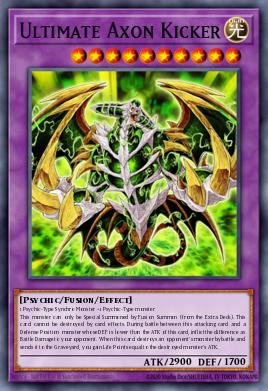 ULTIMATE AXON KICKER
光
[PSYCHIC/FUSION/EFFECT]
1 Psychic-Type Synchro Monster + 1 Psychic-Type monster
This monster can only be Special Summoned by Fusion Summon (from the Extra Deck). This
card cannot be destroyed by card effects. During battle between this attacking card and a
Defense Position monster whose DEF is lower than the ATK of this card, inflict the difference as
Battle Damage to your opponent. When this card destroys an opponent's monster by battle and
sends it to the Graveyard, you gain Life Points equal to the destroyed monster's ATK.
ATK/2900 DEF/1700